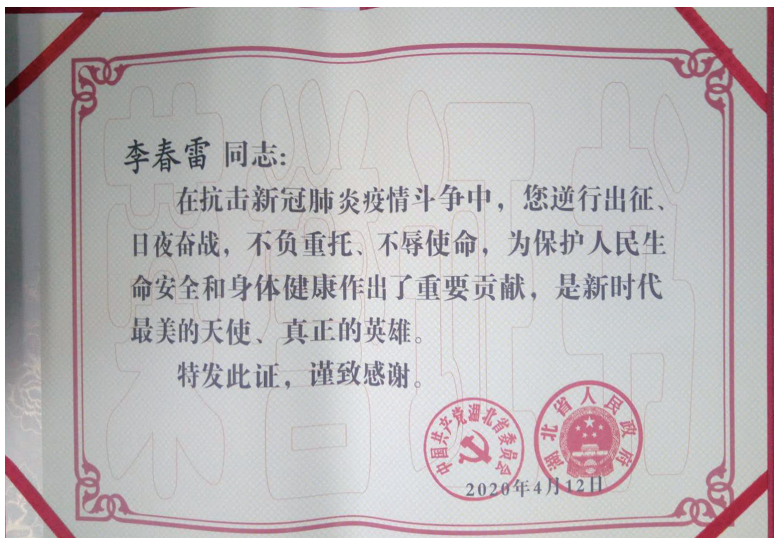 荣誉证书
李春雷 同志：
在抗击新冠肺炎疫情斗争中，您逆行出征、
日夜奋战，不负重托、不辱使命，为保护人民生
命安全和身体健康作出了重要贡献，是新时代
最美的天使、真正的英雄。
特发此证，谨致感谢。
中国共产党湖北省委员会
湖北省人民政府
2020年4月12日